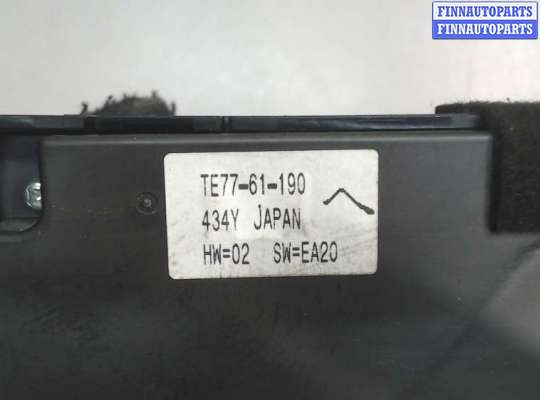 FINNAUTOPARTS
FINNAUTOPARTS
TE77-61-190
434Y JAPAN
HW=02 SW=EA20